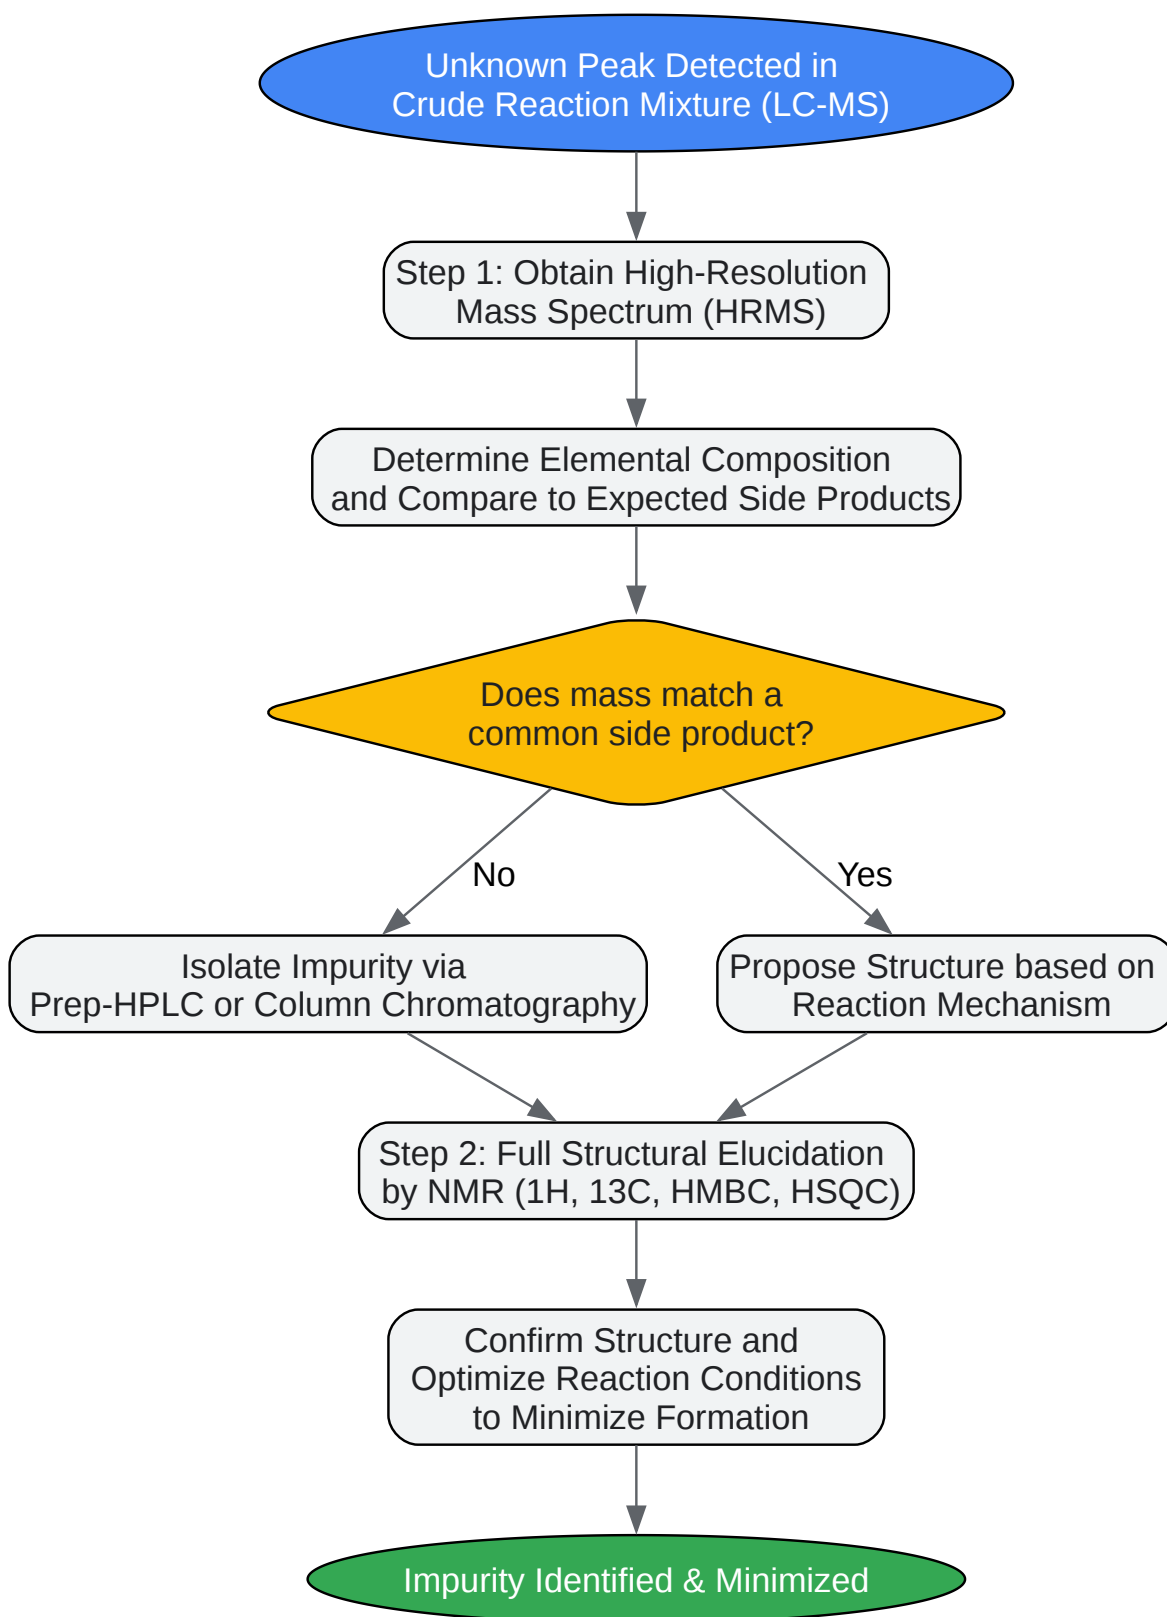 Unknown Peak Detected in
Crude Reaction Mixture (LC-MS)
Step 1: Obtain High-Resolution
Mass Spectrum (HRMS)
Determine Elemental Composition
and Compare to Expected Side Products
Does mass match a
common side product?
No
Yes
Isolate Impurity via
Prep-HPLC or Column Chromatography
Propose Structure based on
Reaction Mechanism
Step 2: Full Structural Elucidation
by NMR (1H, 13C, HMBC, HSQC)
Confirm Structure and
Optimize Reaction Conditions
to Minimize Formation
Impurity Identified & Minimized